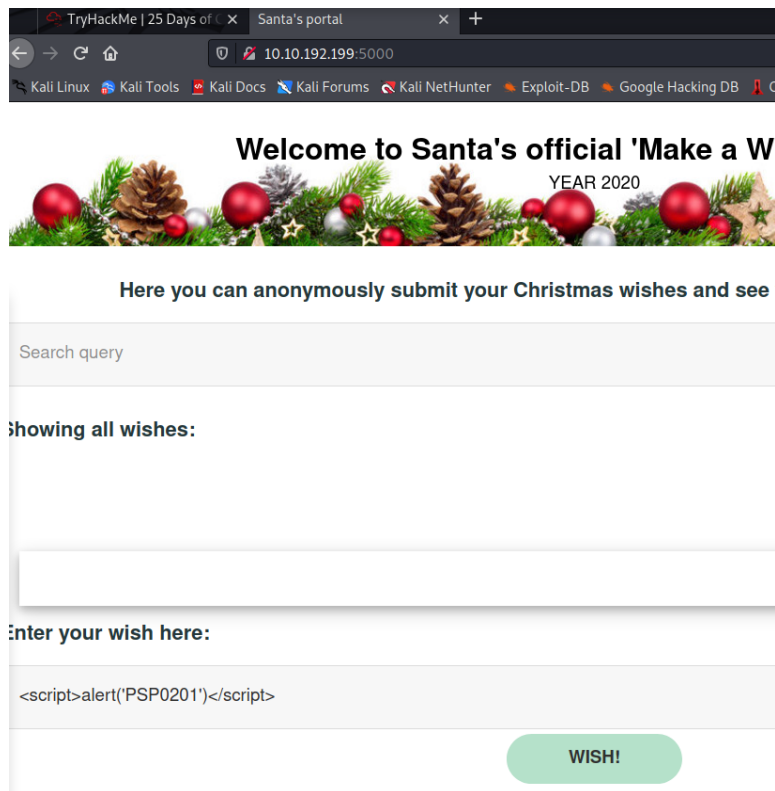 TryHackMe | 25 Days of
Santa's portal
10.10.192.199:5000
Kali Linux Kali Tools Kali Docs Kali Forums Kali NetHunter Exploit-DB Google Hacking DB
Welcome to Santa's official 'Make a W
YEAR 2020
Here you can anonymously submit your Christmas wishes and see
Search query
Showing all wishes:
Enter your wish here:
<script>alert('PSP0201')</script>
WISH!